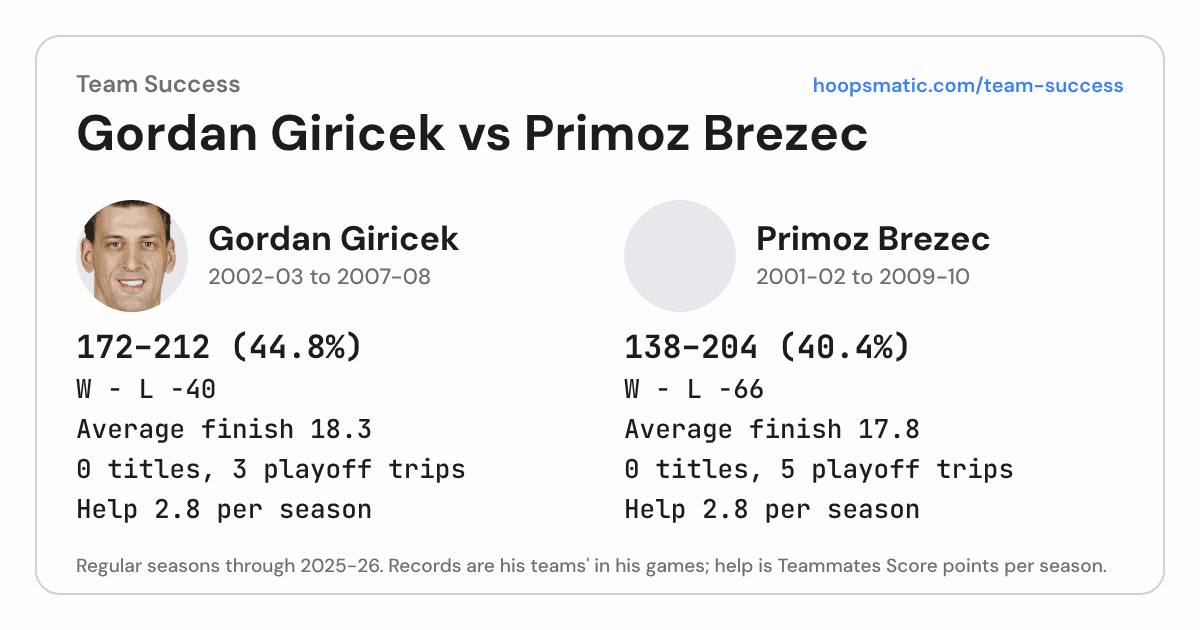 Team Success
hoopsmatic.com/team-success
Gordan Giricek vs Primoz Brezec
Gordan Giricek
2002-03 to 2007-08
172-212 (44.8%)
W - L -40
Average finish 18.3
0 titles, 3 playoff trips
Help 2.8 per season
Primoz Brezec
2001-02 to 2009-10
138-204 (40.4%)
W - L -66
Average finish 17.8
0 titles, 5 playoff trips
Help 2.8 per season
Regular seasons through 2025-26. Records are his teams' in his games; help is Teammates Score points per season.